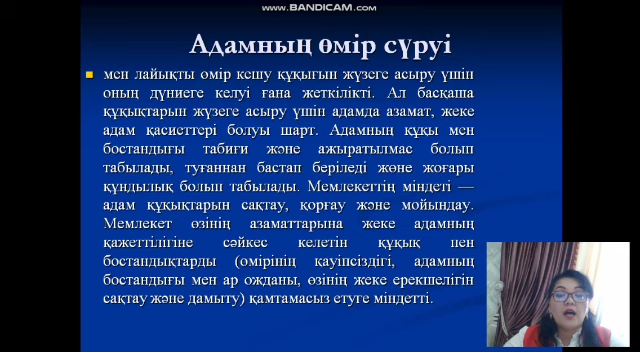 www.BANDICAM.com
Адамның өмір сүруі
мен лайықты өмір кешу құқығын жүзеге асыру үшін
оның дүниеге келуі ғана жеткілікті. Ал басқаша
құқықтарын жүзеге асыру үшін адамда азамат, жеке
адам қасиеттері болуы шарт. Адамның құқы мен
бостандығы табиғи және ажыратылмас болып
табылады, туғаннан бастап беріледі және жоғары
құндылық болып табылады. Мемлекеттің міндеті —
адам құқықтарын сақтау, қорғау және мойындау.
Мемлекет өзінің азаматтарына жеке адамның
қажеттілігіне сәйкес келетін құқық пен
бостандықтарды (өмірінің қауіпсіздігі, адамның
бостандығы мен ар ожданы, өзінің жеке ерекшелігін
сақтау және дамыту) қамтамасыз етуге міндетті.